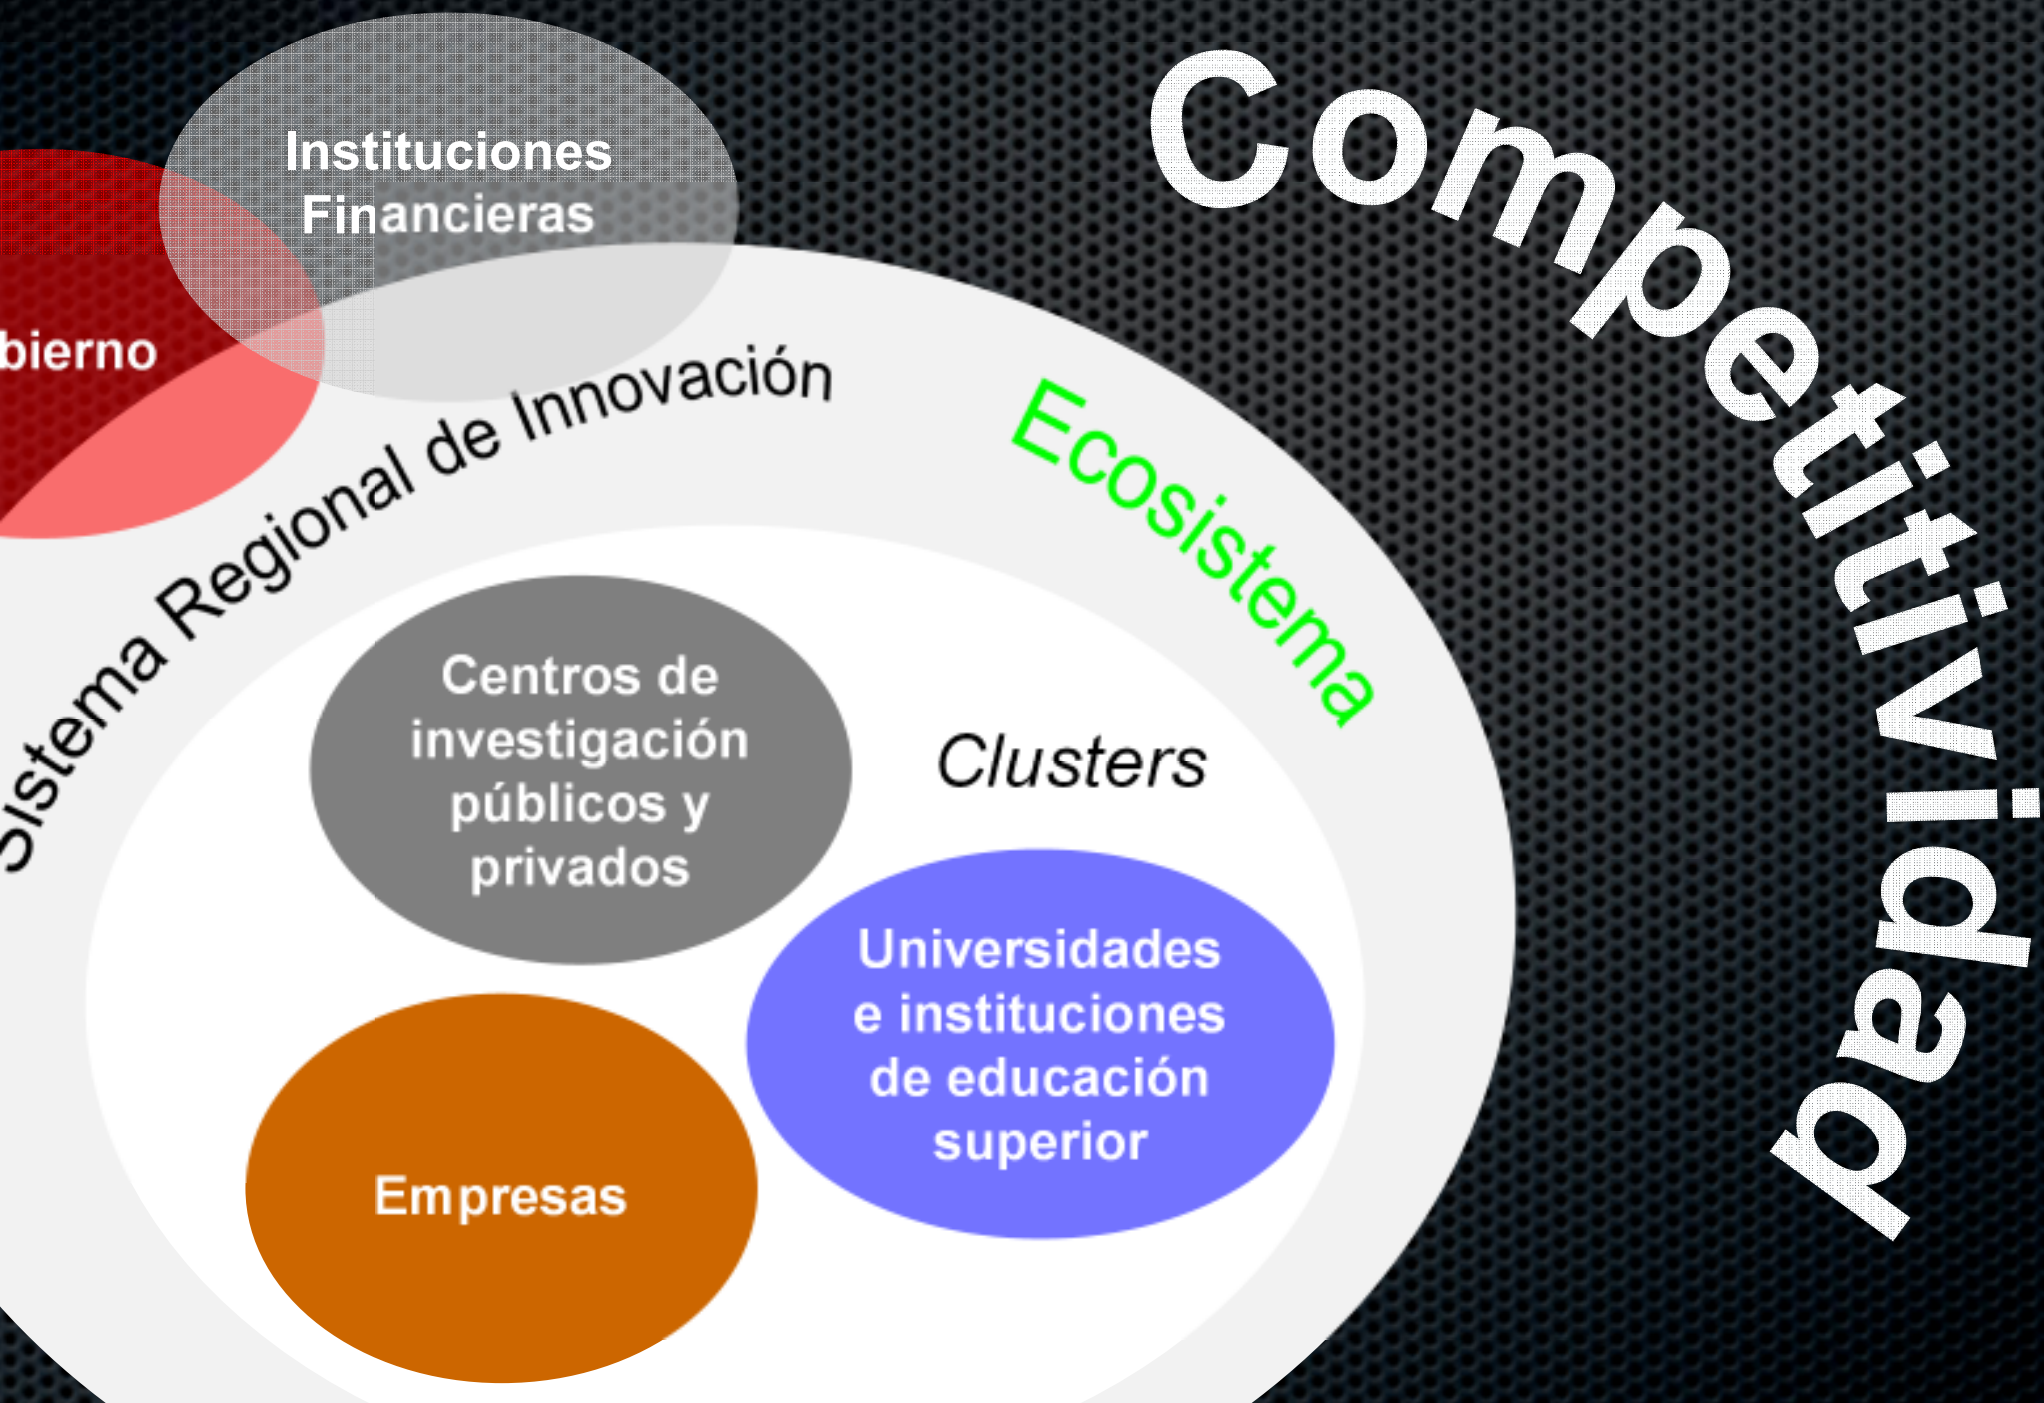 Instituciones
Financieras
Competitividad
bierno
Sistema Regional de Innovación
Ecosistema
Centros de
investigación
públicos y
privados
Clusters
Universidades
e instituciones
de educación
superior
Empresas